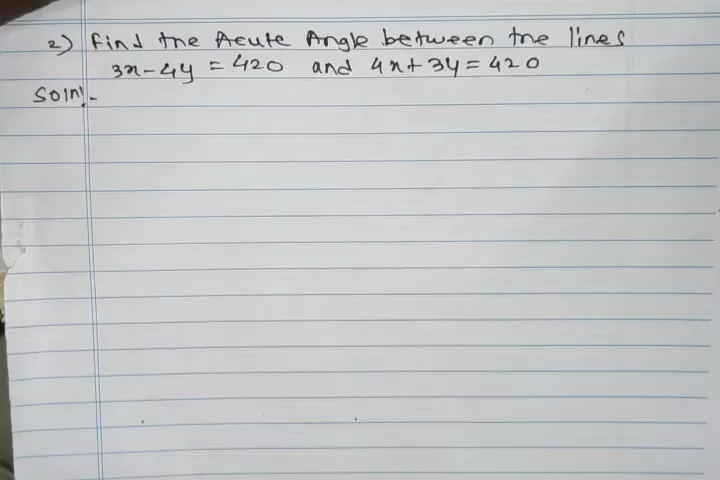 2) Find the Acute Angle between the lines
3x-4y = 420 and 4x+3y = 420
Soln:-